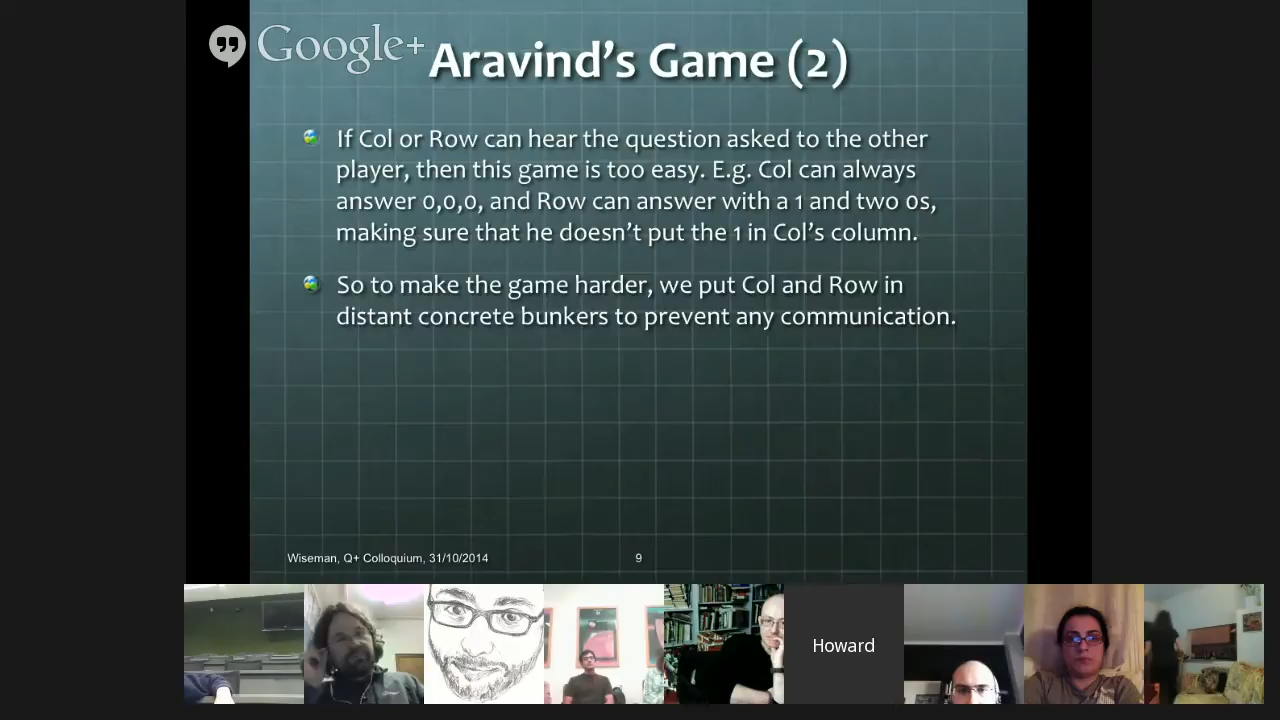 Google+
Aravind's Game (2)
If Col or Row can hear the question asked to the other
player, then this game is too easy. E.g. Col can always
answer 0,0,0, and Row can answer with a 1 and two 0s,
making sure that he doesn't put the 1 in Col's column.
So to make the game harder, we put Col and Row in
distant concrete bunkers to prevent any communication.
Wiseman, Q+ Colloquium, 31/10/2014
9
Howard